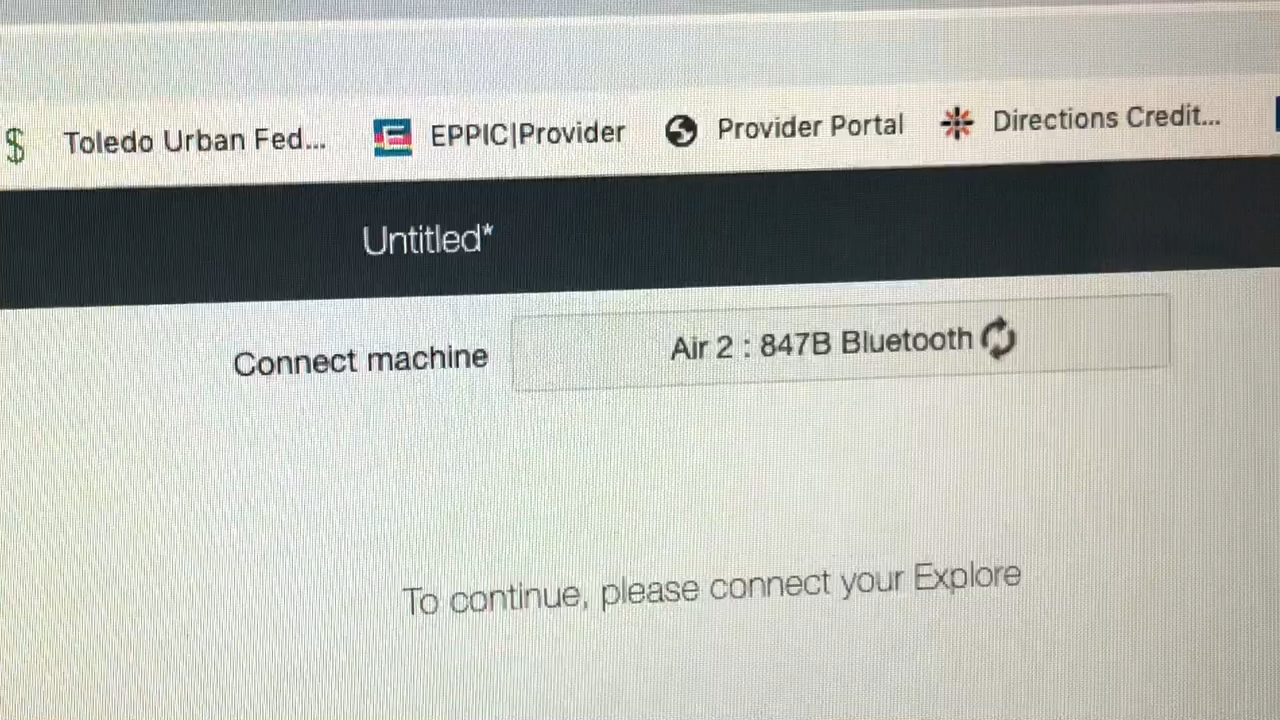 $ Toledo Urban Fed... EPPIC|Provider Provider Portal Directions Credit...
Untitled*
Connect machine Air 2 : 847B Bluetooth
To continue, please connect your Explore